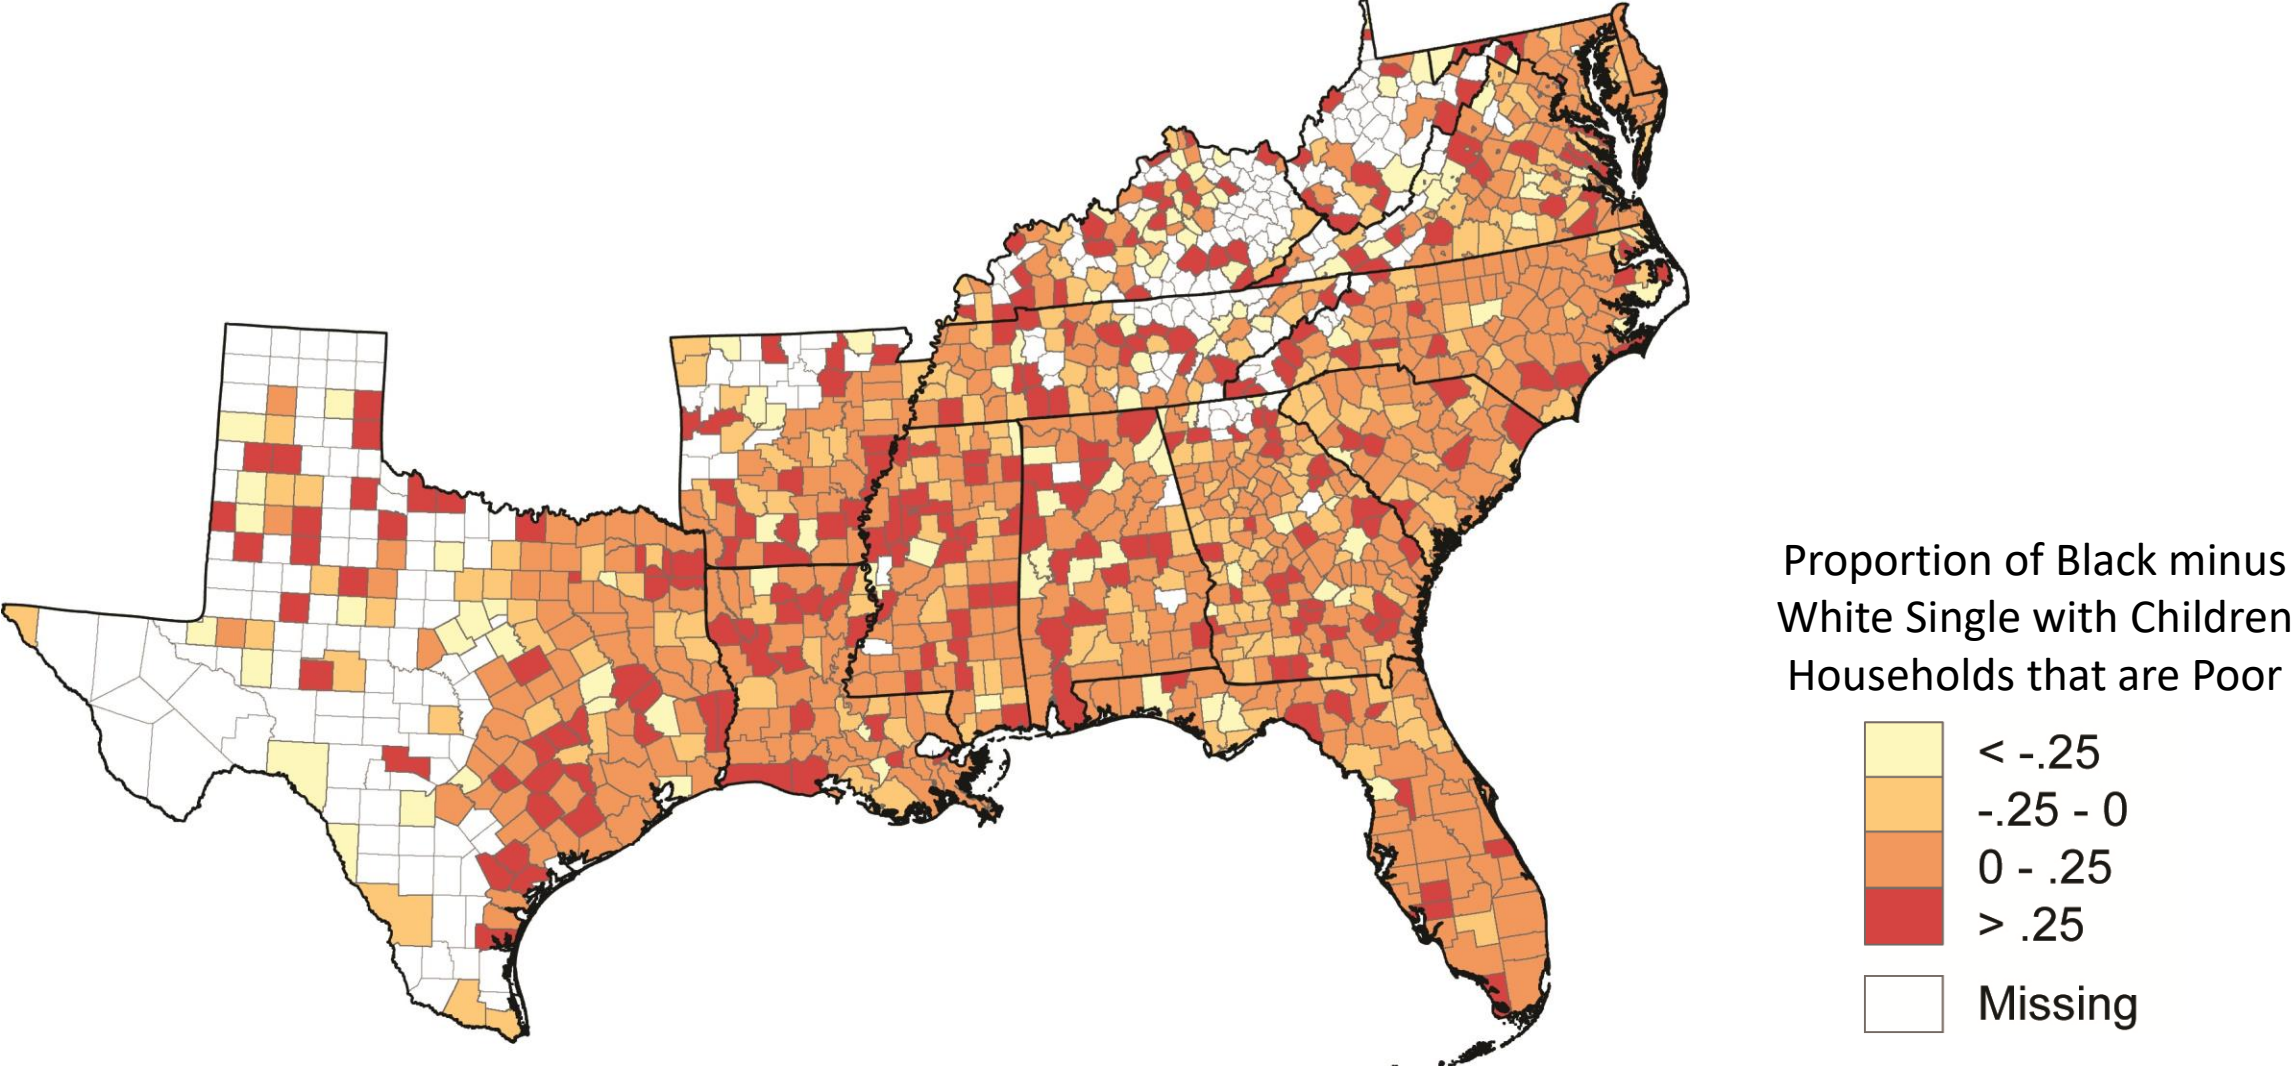 Proportion of Black minus
White Single with Children
Households that are Poor
< -.25
-.25 - 0
0 - .25
> .25
Missing